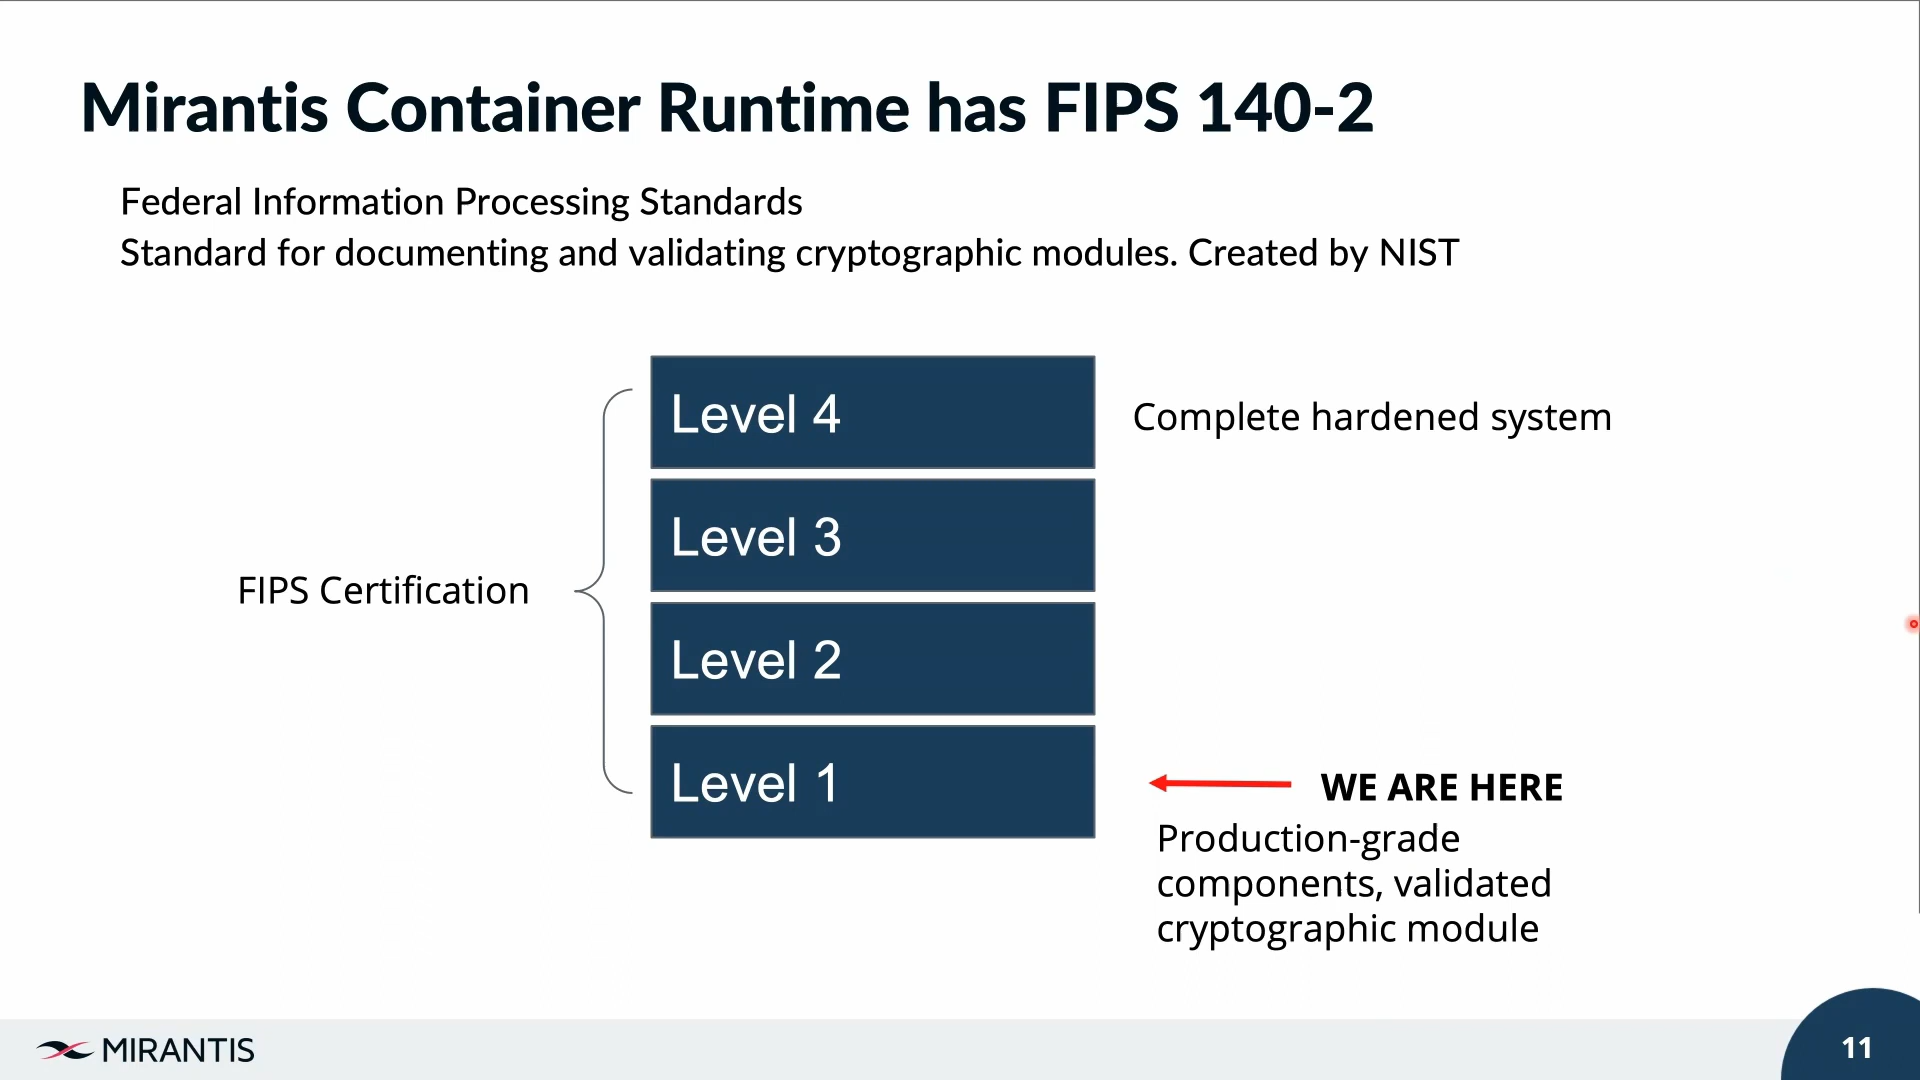 Mirantis Container Runtime has FIPS 140-2
Federal Information Processing Standards
Standard for documenting and validating cryptographic modules. Created by NIST
Level 4
Complete hardened system
Level 3
FIPS Certification
Level 2
Level 1
WE ARE HERE
Production-grade
components, validated
cryptographic module
MIRANTIS
11